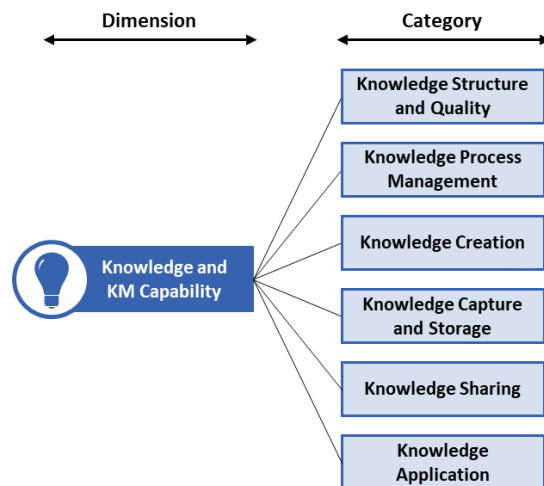 Dimension
Category
Knowledge Structure
and Quality
Knowledge Process
Management
Knowledge Creation
Knowledge and
KM Capability
Knowledge Capture
and Storage
Knowledge Sharing
Knowledge
Application